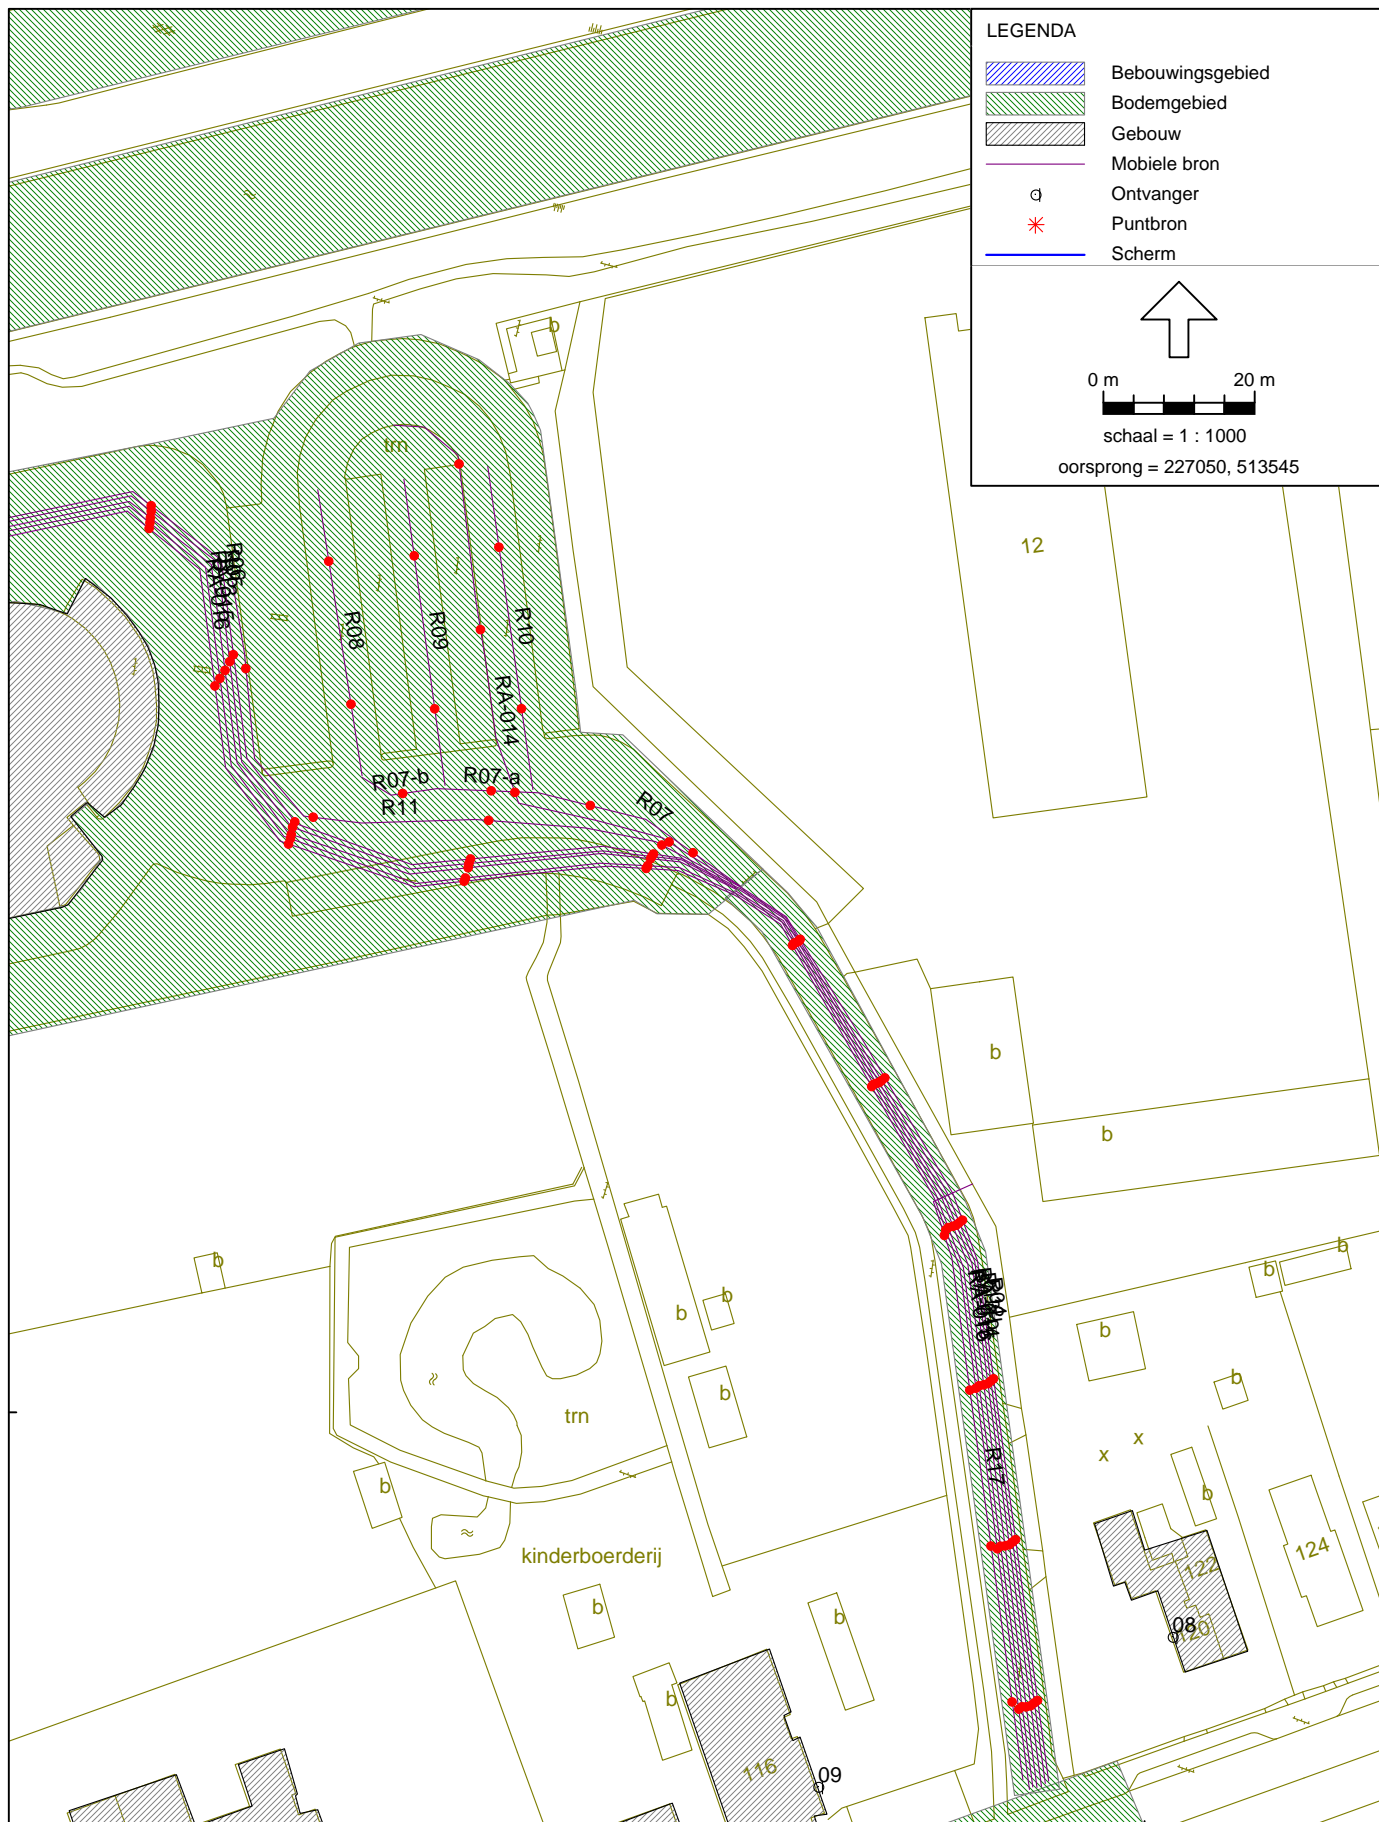 LEGENDA
Bebouwingsgebied
Bodemgebied
Gebouw
Mobiele bron
Ontvanger
Puntbron
Scherm
0 m 20 m
schaal = 1 : 1000
oorsprong = 227050, 513545
b
trn
12
R08
R09
R10
RA-014
R07-b
R07-a
R11
R07
b
b
b
b
b
b
b
b
b
b
b
trn
x
x
R17
b
b
kinderboerderij
b
b
b
122
124
120
08
116
09